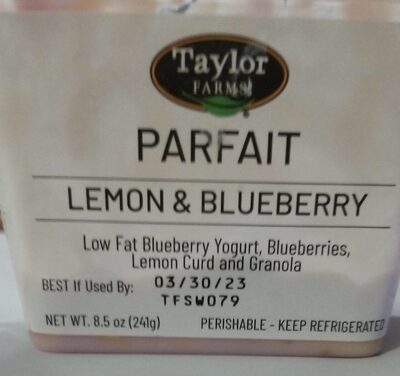 Taylor
FARMS
PARFAIT
LEMON & BLUEBERRY
Low Fat Blueberry Yogurt, Blueberries,
Lemon Curd and Granola
BEST If Used By: 03/30/23
TFSW079
NET WT. 8.5 oz (241g) PERISHABLE - KEEP REFRIGERATED